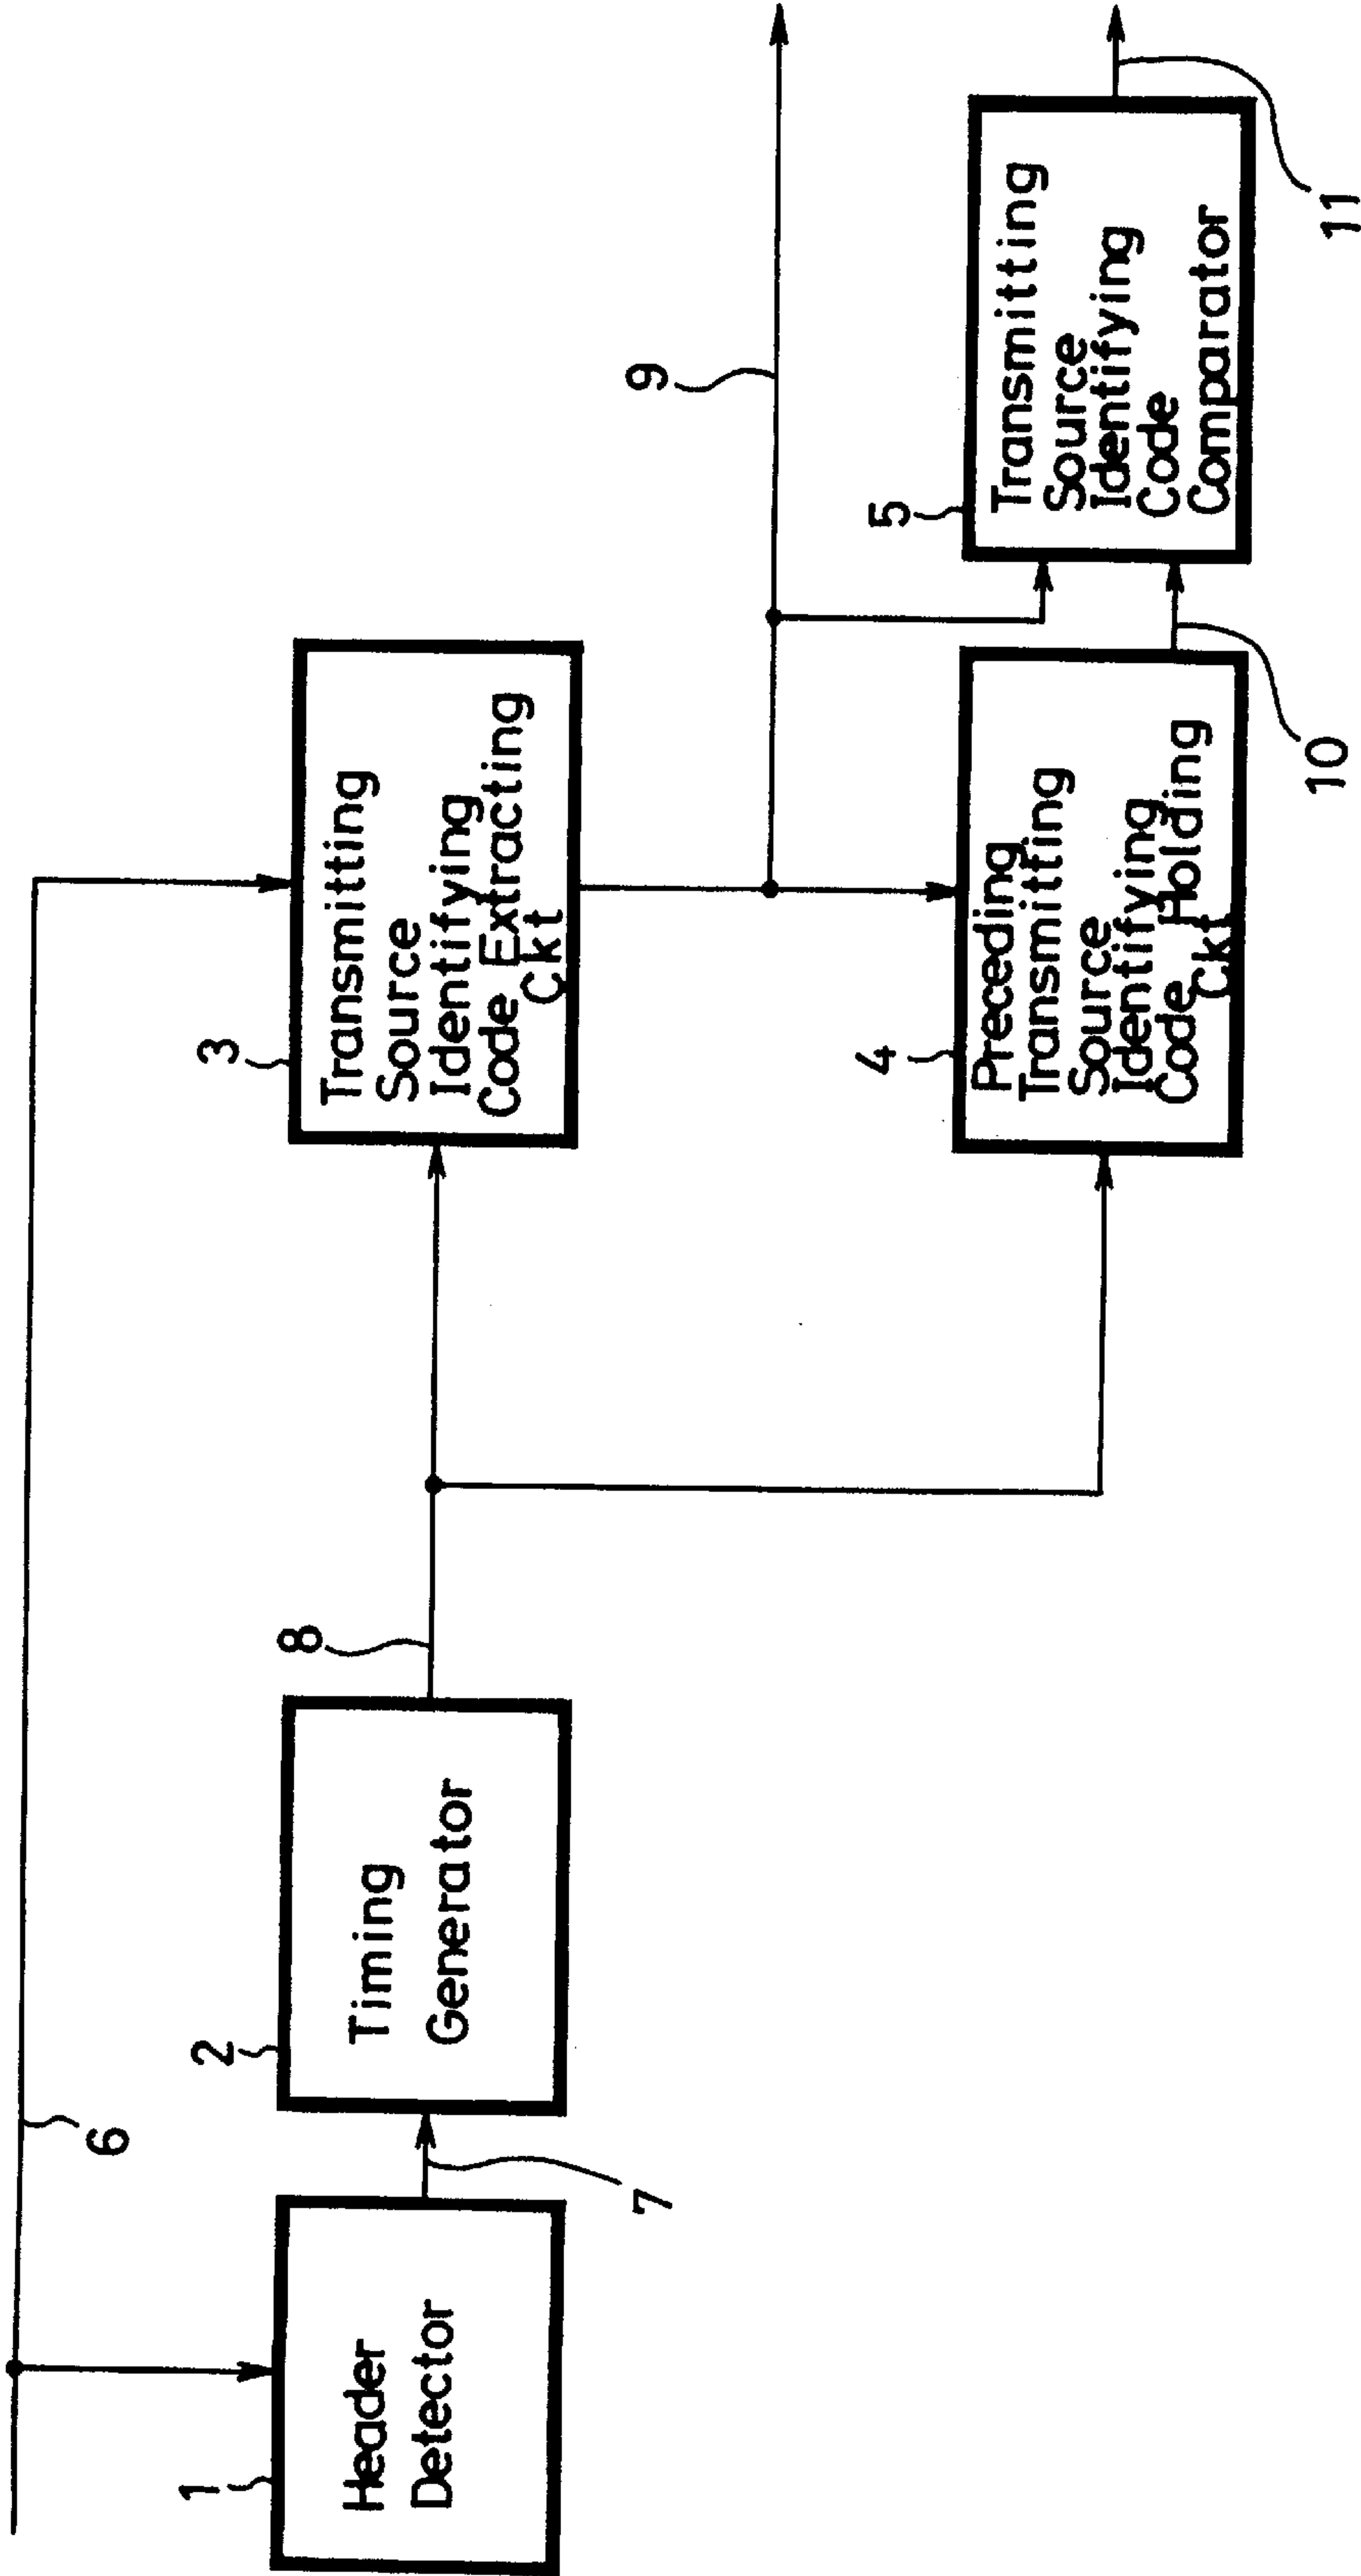 6
1
Header
Detector
7
2
Timing
Generator
8
3
Transmitting
Source
Identifying
Code Extracting
Ckt
9
4
Preceding
Transmitting
Source
Identifying
Code Holding
Ckt
10
5
Transmitting
Source
Identifying
Code
Comparator
11